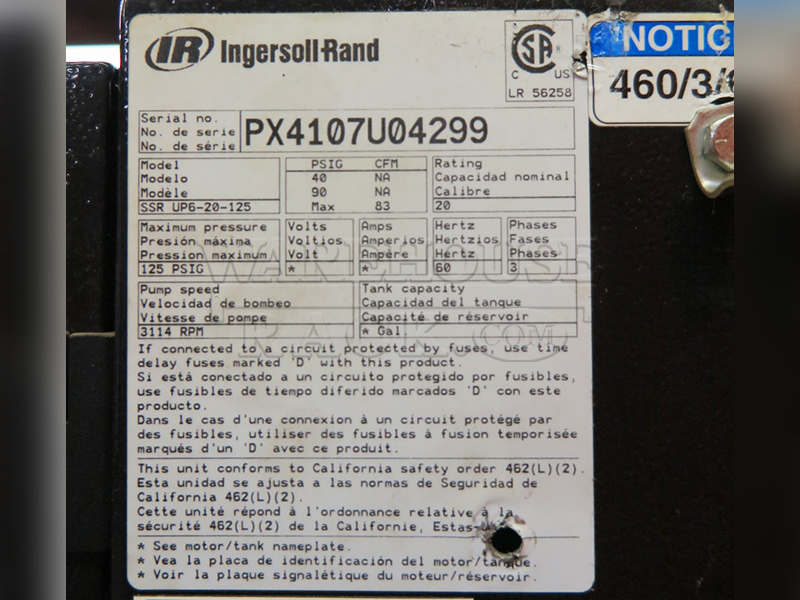 IR Ingersoll-Rand
CSA
C US
LR 56258
NOTIC
460/3/
Serial no.
No. de serie
No. de série
PX4107U04299
Model
Modelo
Modèle
SSR UP6-20-125
PSIG CFM
40 NA
90 NA
Max 83
Rating
Capacidad nominal
Calibre
20
Maximum pressure
Presión máxima
Pression maximum
125 PSIG
Volts
Voltios
Volt
*
Amps
Amperios
Ampère
*
Hertz
Hertzios
Hertz
60
Phases
Fases
Phases
3
Pump speed
Velocidad de bombeo
Vitesse de pompe
3114 RPM
Tank capacity
Capacidad del tanque
Capacité de réservoir
* Gal
WAREHOUSE
RACK .COM
If connected to a circuit protected by fuses, use time
delay fuses marked 'D' with this product.
Si está conectado a un circuito protegido por fusibles,
use fusibles de tiempo diferido marcados 'D' con este
producto.
Dans le cas d'une connexion à un circuit protégé par
des fusibles, utiliser des fusibles à fusion temporisée
marqués d'un 'D' avec ce produit.
This unit conforms to California safety order 462(L)(2).
Esta unidad se ajusta a las normas de Seguridad de
California 462(L)(2).
Cette unité répond à l'ordonnance relative à la
sécurité 462(L)(2) de la Californie, Estas-
* See motor/tank nameplate.
* Vea la placa de identificación del motor/tanque.
* Voir la plaque signalétique du moteur/réservoir.